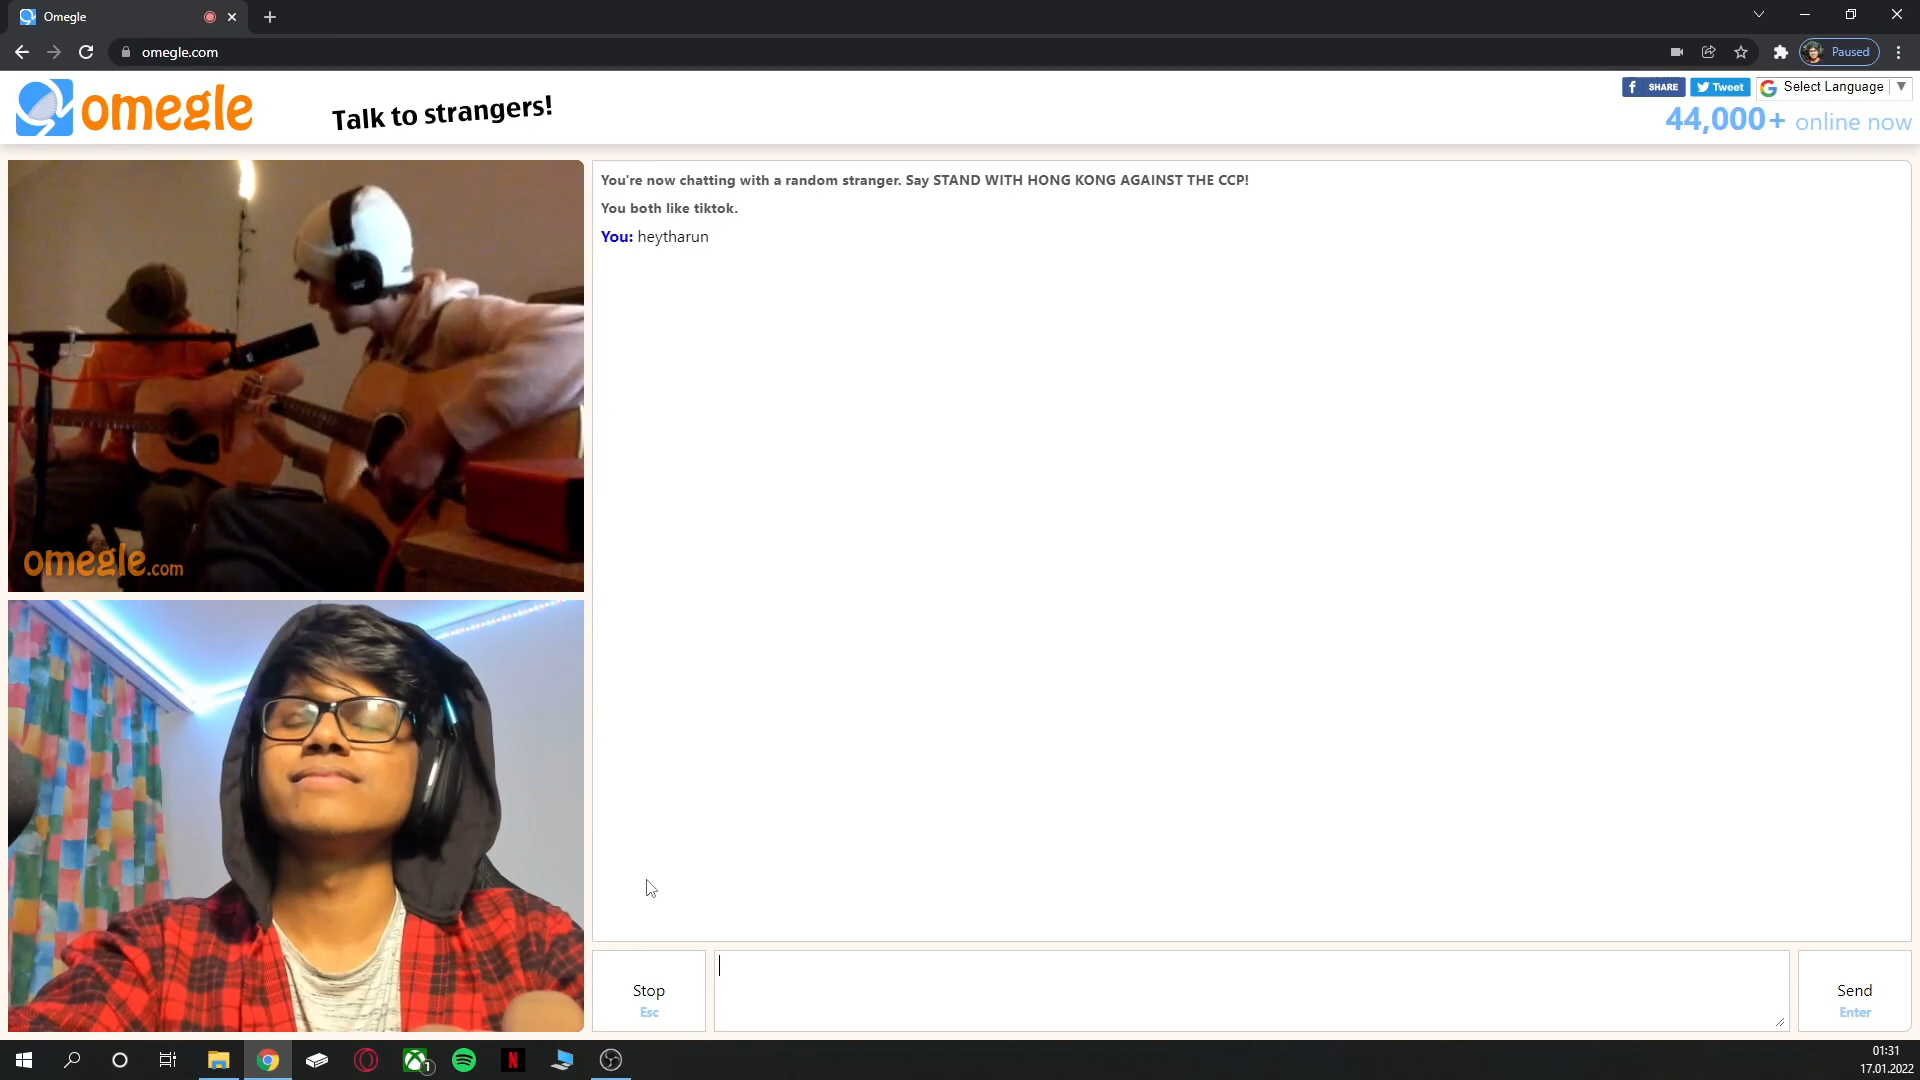 Omegle
omegle.com
Paused
omegle
Talk to strangers!
SHARE
Tweet
Select Language
44,000+ online now
omegle.com
You're now chatting with a random stranger. Say STAND WITH HONG KONG AGAINST THE CCP!
You both like tiktok.
You: heytharun
Stop
Esc
Send
Enter
1
01:31
17.01.2022